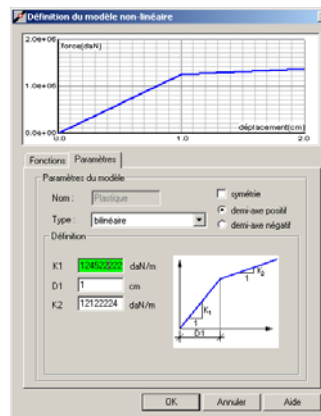 Définition du modèle non-linéaire
2.0e+06
force(daN)
1.0e+06
déplacement(cm)
0.0e+00
0.0
1.0
2.0
Fonctions
Paramètres
Paramètres du modèle
Nom :
Plastique
symétrie
Type :
bilinéaire
demi-axe positif
demi-axe négatif
Définition
K1
124522222
daN/m
D1
1
cm
K2
12122224
daN/m
K2
1
K1
1
D1
OK
Annuler
Aide